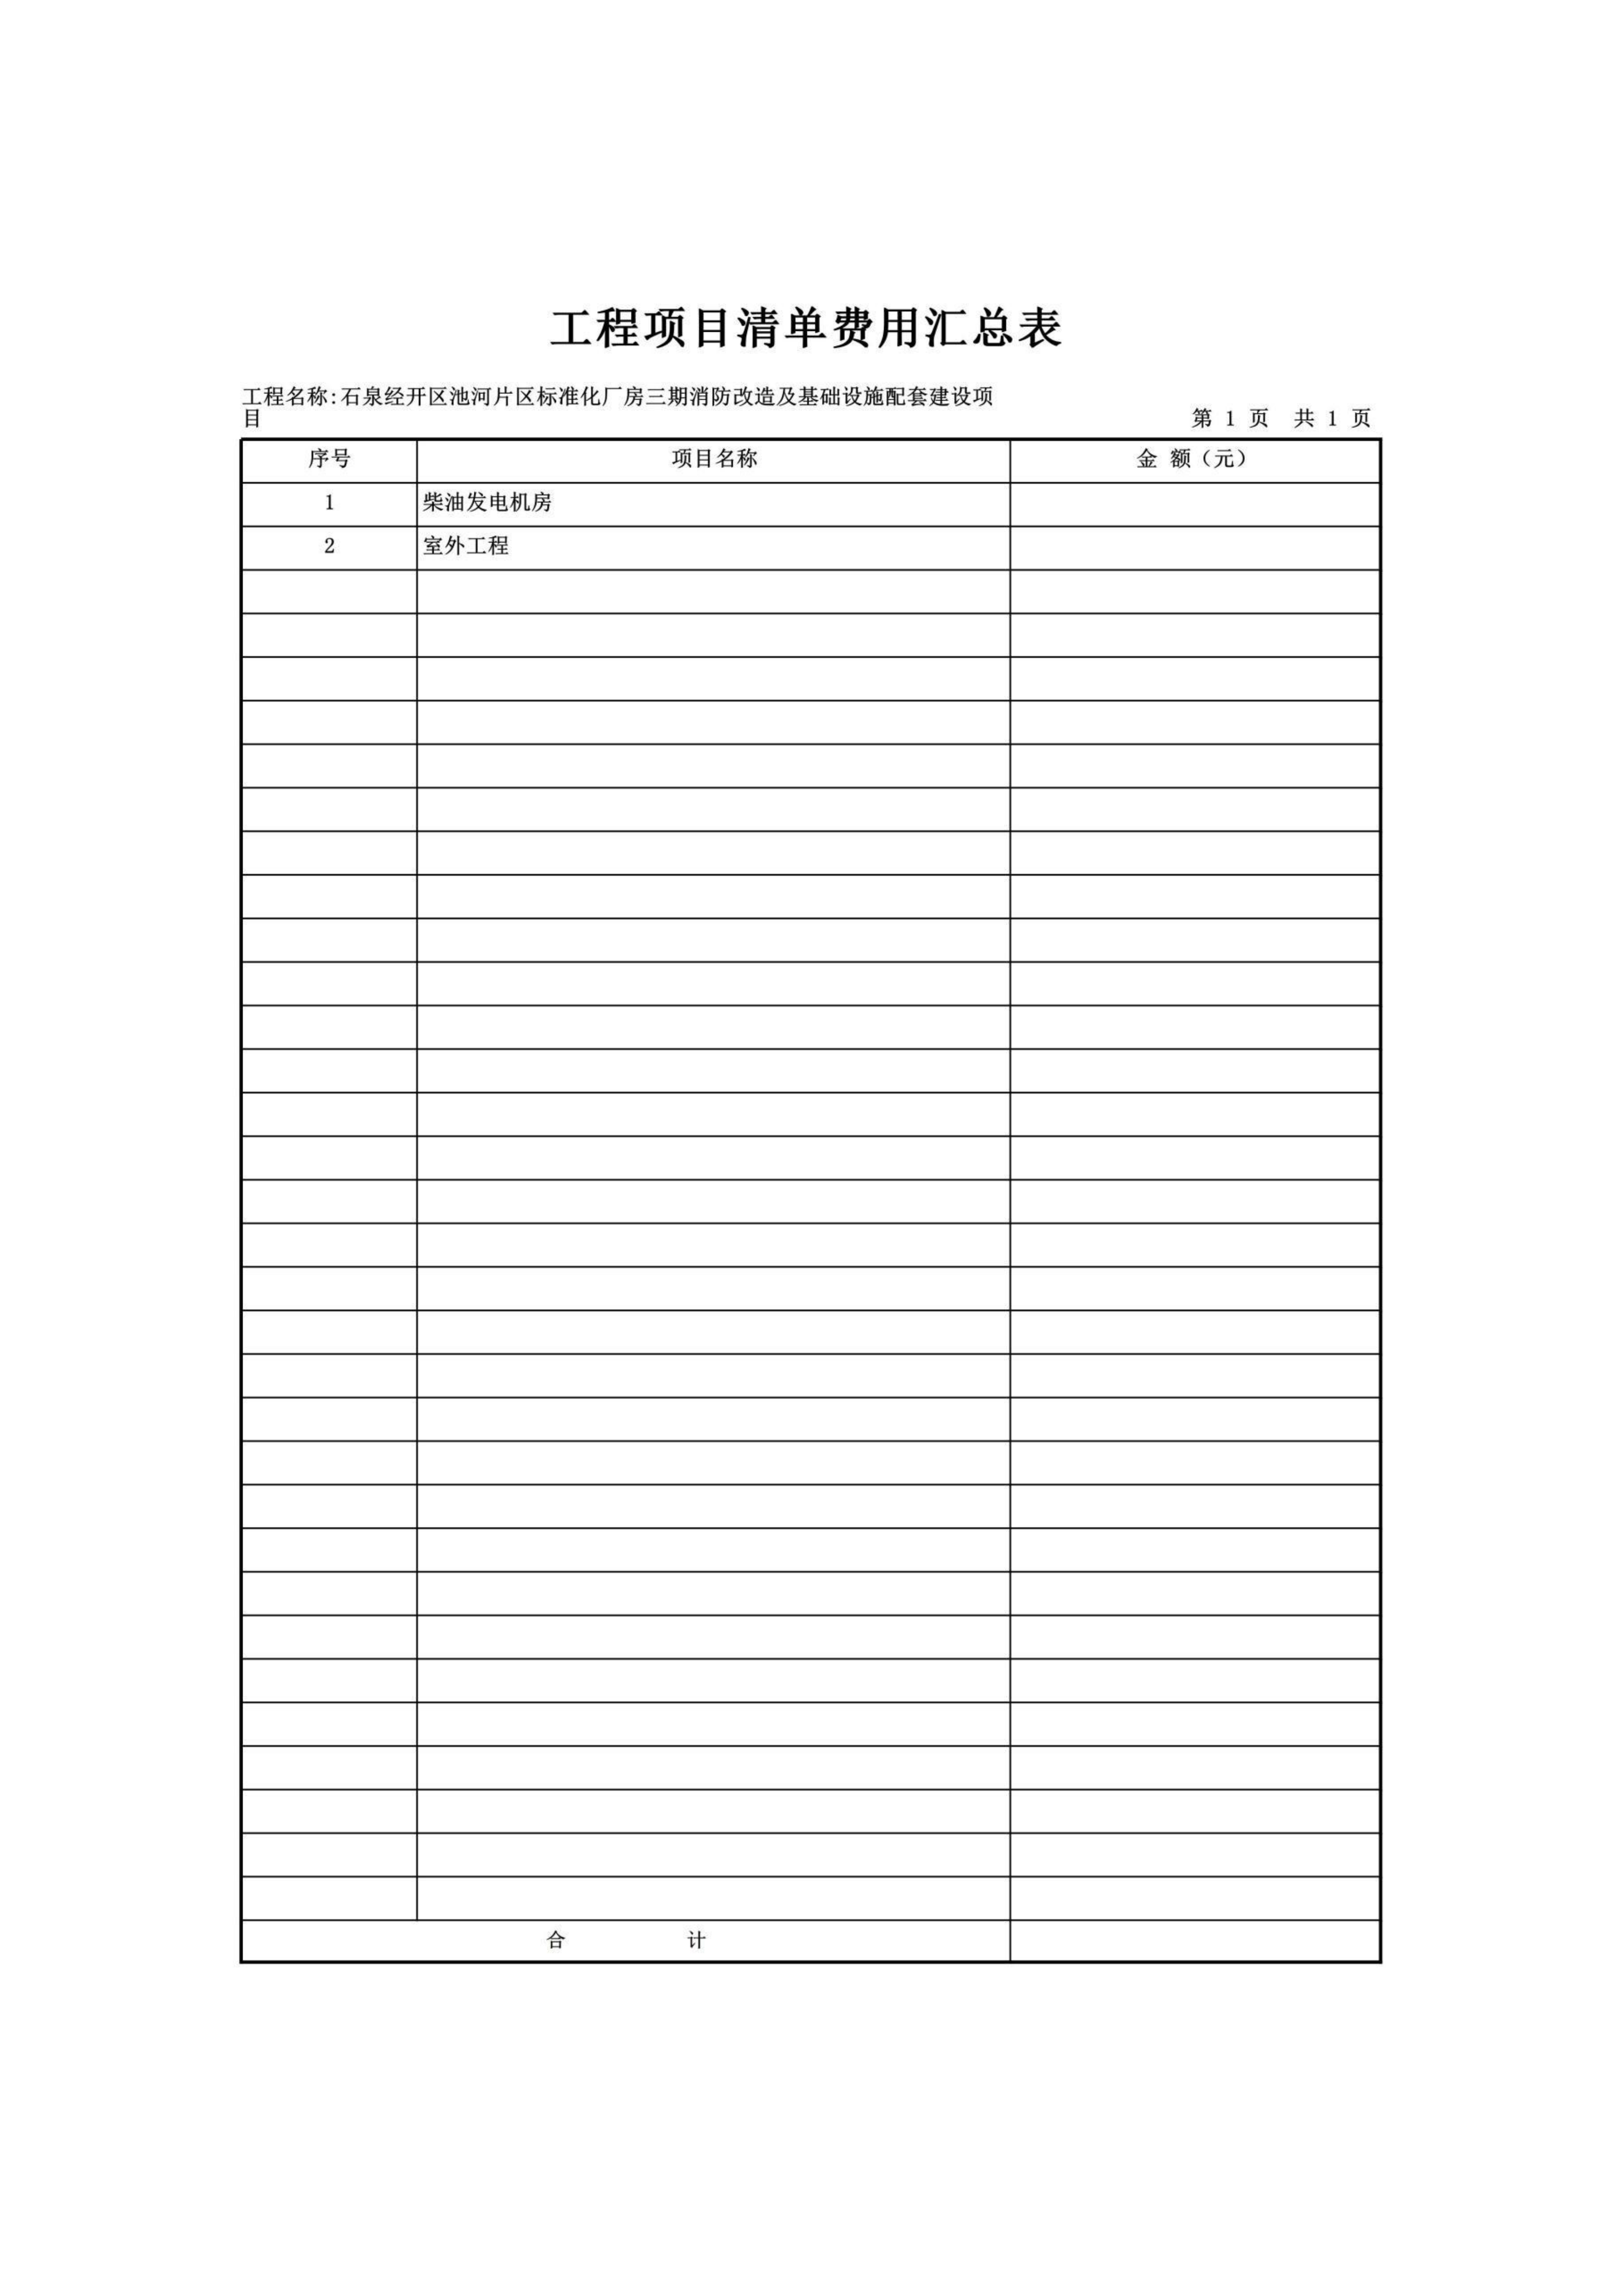 工程项目清单费用汇总表
工程名称:石泉经开区池河片区标准化厂房三期消防改造及基础设施配套建设项
目 第 1 页 共 1 页
序号 项目名称 金 额（元）
1 柴油发电机房
2 室外工程
合 计